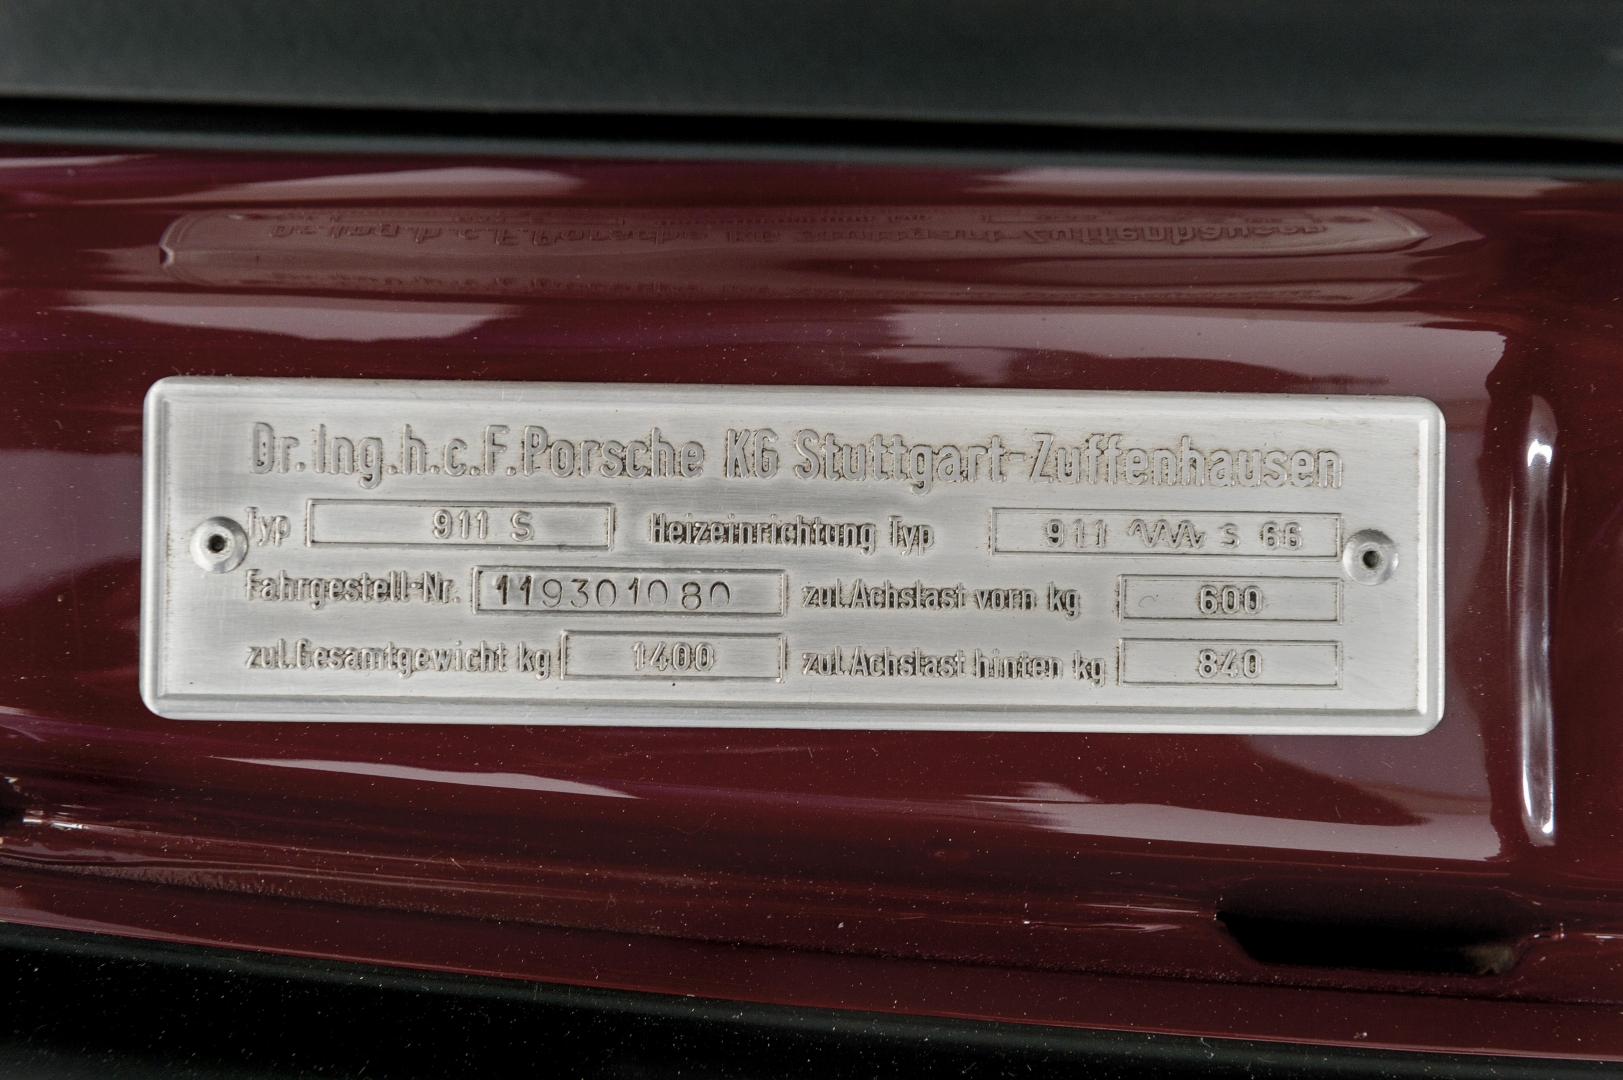 Dr. Ing.h.c.F.Porsche KG Stuttgart-Zuffenhausen
Typ 911 S Heizeinrichtung Typ 911 S 66
Fahrgestell-Nr. 119301080 zul.Achslast vorn kg 600
zul.Gesamtgewicht kg 1400 zul.Achslast hinten kg 840